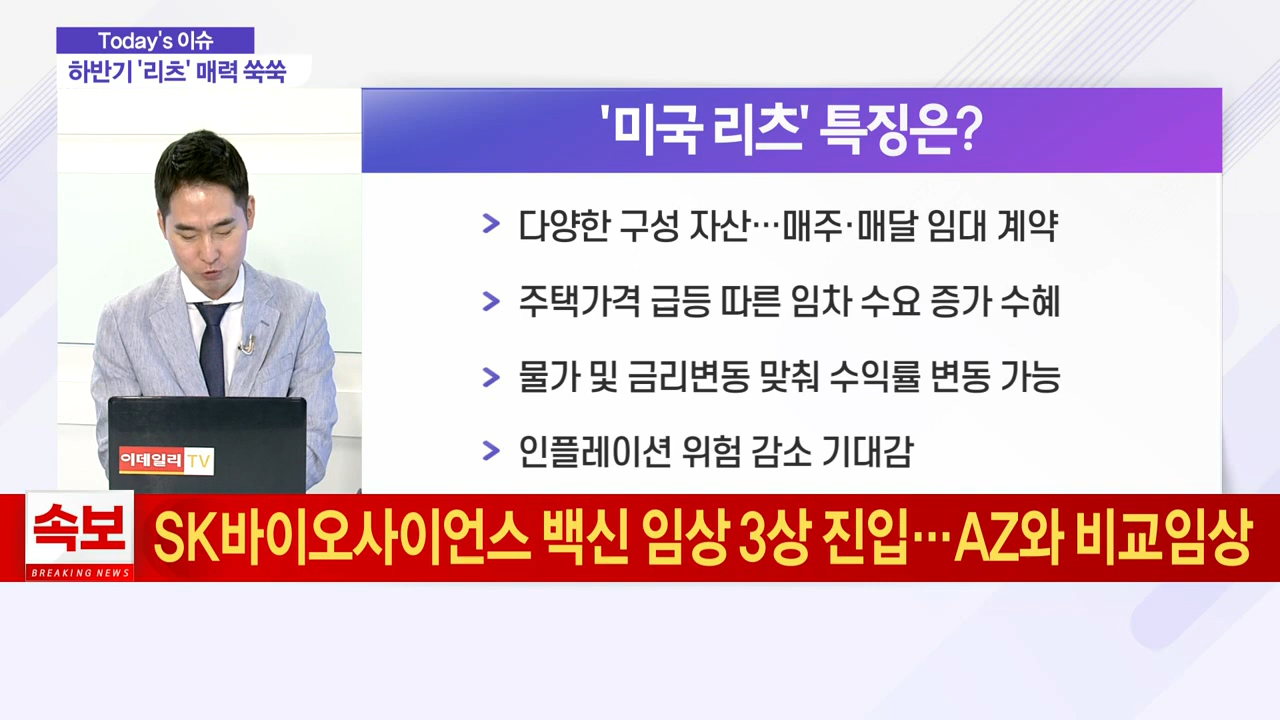 Today's 이슈
하반기 '리츠' 매력 쑥쑥
'미국 리츠' 특징은?
> 다양한 구성 자산…매주·매달 임대 계약
> 주택가격 급등 따른 임차 수요 증가 수혜
> 물가 및 금리변동 맞춰 수익률 변동 가능
> 인플레이션 위험 감소 기대감
이데일리 TV
속보
BREAKING NEWS
SK바이오사이언스 백신 임상 3상 진입…AZ와 비교임상